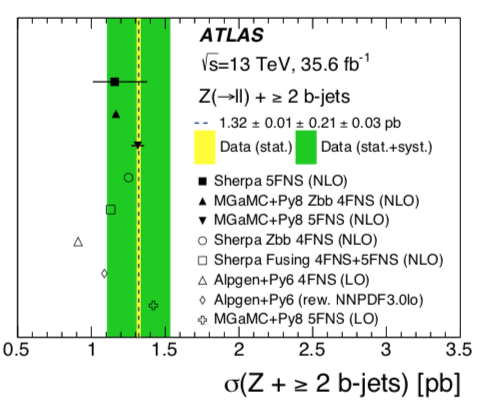 ATLAS
√s=13 TeV, 35.6 fb⁻¹
Z(→ll) + ≥ 2 b-jets
1.32 ± 0.01 ± 0.21 ± 0.03 pb
Data (stat.) Data (stat.+syst.)
Sherpa 5FNS (NLO)
MGaMC+Py8 Zbb 4FNS (NLO)
MGaMC+Py8 5FNS (NLO)
Sherpa Zbb 4FNS (NLO)
Sherpa Fusing 4FNS+5FNS (NLO)
Alpgen+Py6 4FNS (LO)
Alpgen+Py6 (rew. NNPDF3.0lo)
MGaMC+Py8 5FNS (LO)
0.5 1 1.5 2 2.5 3 3.5
σ(Z + ≥ 2 b-jets) [pb]